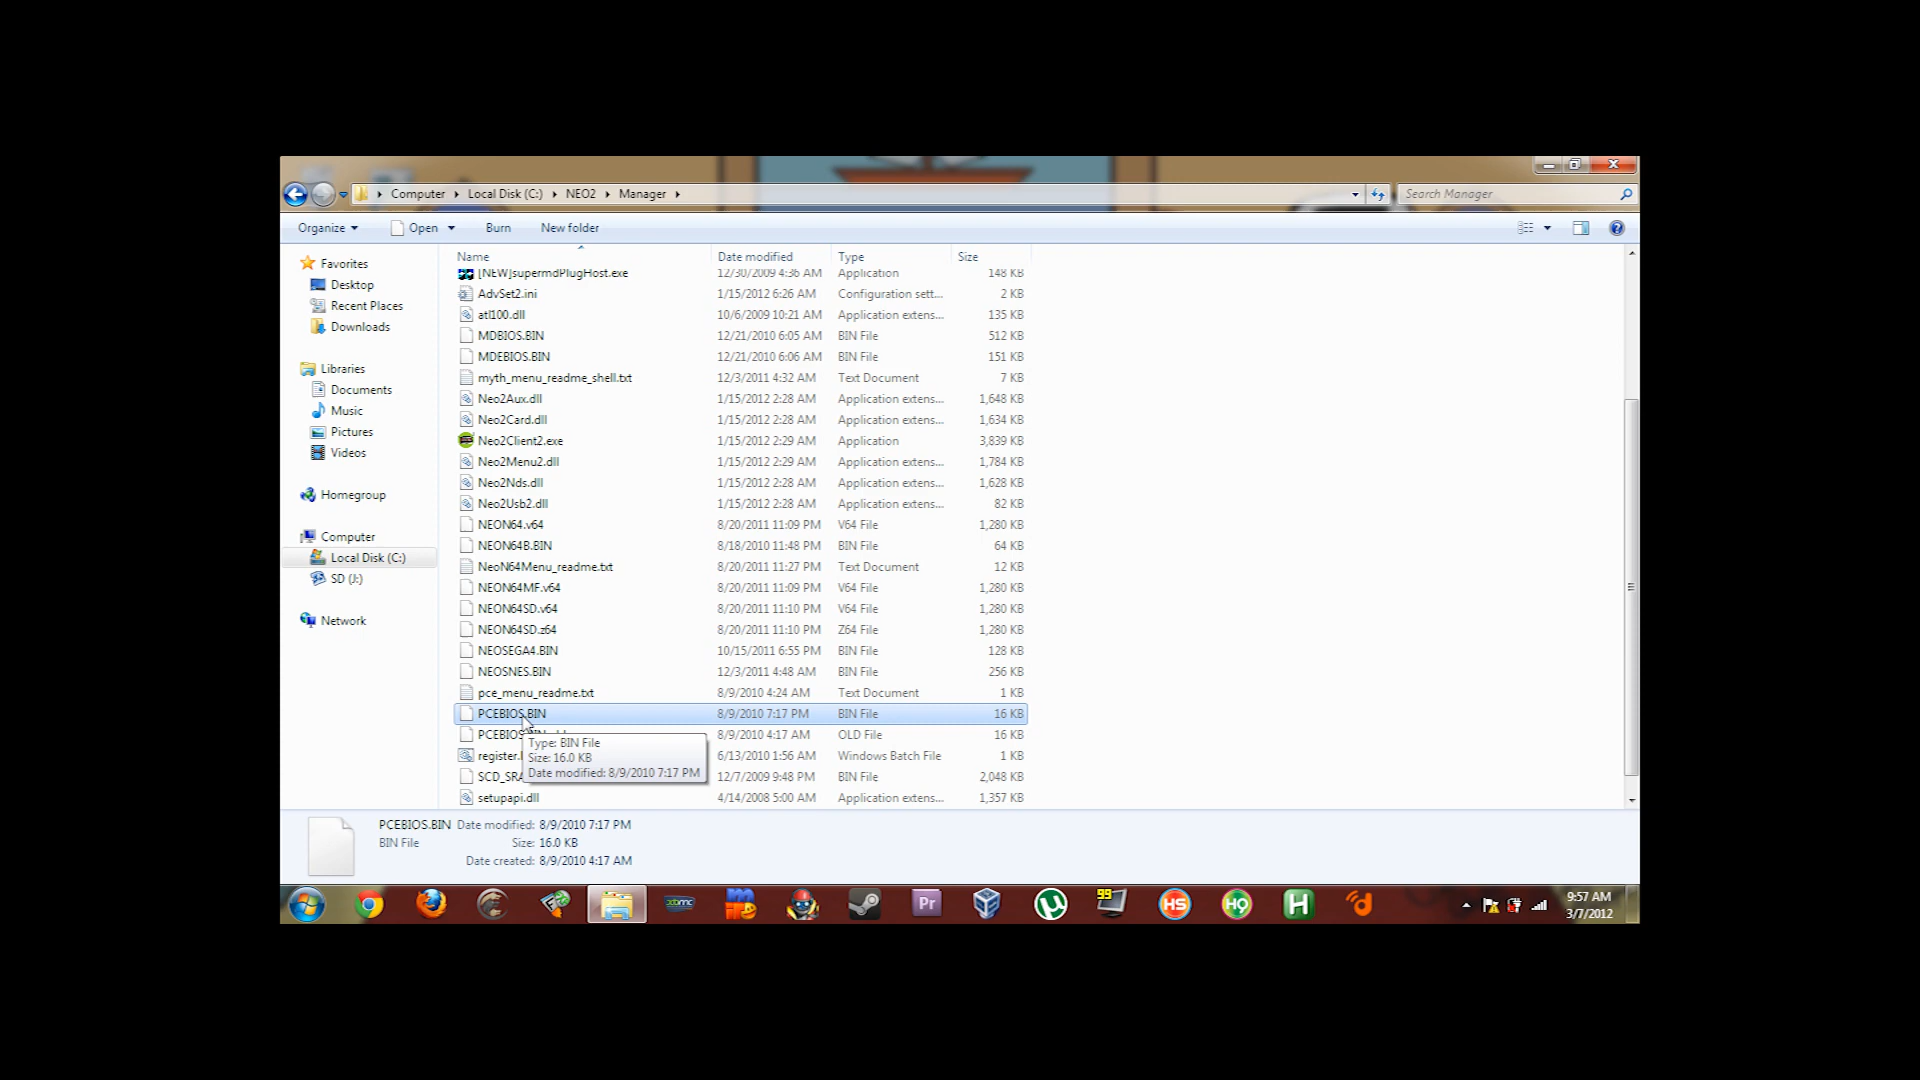 Computer Local Disk (C:) NEO2 Manager
Search Manager
Organize Open Burn New folder
Name Date modified Type Size
Favorites
Desktop
Recent Places
Downloads
Libraries
Documents
Music
Pictures
Videos
Homegroup
Computer
Local Disk (C:)
SD (J:)
Network
[NEW]supermdPlugHost.exe 12/30/2009 4:36 AM Application 148 KB
AdvSet2.ini 1/15/2012 6:26 AM Configuration sett... 2 KB
atl100.dll 10/6/2009 10:21 AM Application extens... 135 KB
MDBIOS.BIN 12/21/2010 6:05 AM BIN File 512 KB
MDEBIOS.BIN 12/21/2010 6:06 AM BIN File 151 KB
myth_menu_readme_shell.txt 12/3/2011 4:32 AM Text Document 7 KB
Neo2Aux.dll 1/15/2012 2:28 AM Application extens... 1,648 KB
Neo2Card.dll 1/15/2012 2:28 AM Application extens... 1,634 KB
Neo2Client2.exe 1/15/2012 2:29 AM Application 3,839 KB
Neo2Menu2.dll 1/15/2012 2:29 AM Application extens... 1,784 KB
Neo2Nds.dll 1/15/2012 2:28 AM Application extens... 1,628 KB
Neo2Usb2.dll 1/15/2012 2:28 AM Application extens... 82 KB
NEON64.v64 8/20/2011 11:09 PM V64 File 1,280 KB
NEON64B.BIN 8/18/2010 11:48 PM BIN File 64 KB
NeoN64Menu_readme.txt 8/20/2011 11:27 PM Text Document 12 KB
NEON64MF.v64 8/20/2011 11:09 PM V64 File 1,280 KB
NEON64SD.v64 8/20/2011 11:10 PM V64 File 1,280 KB
NEON64SD.z64 8/20/2011 11:10 PM Z64 File 1,280 KB
NEOSEGA4.BIN 10/15/2011 6:55 PM BIN File 128 KB
NEOSNES.BIN 12/3/2011 4:48 AM BIN File 256 KB
pce_menu_readme.txt 8/9/2010 4:24 AM Text Document 1 KB
PCEBIOS.BIN 8/9/2010 7:17 PM BIN File 16 KB
8/9/2010 4:17 AM OLD File 16 KB
register. 6/13/2010 1:56 AM Windows Batch File 1 KB
SCD_SRA 12/7/2009 9:48 PM BIN File 2,048 KB
setupapi.dll 4/14/2008 5:00 AM Application extens... 1,357 KB
Type: BIN File
Size: 16.0 KB
Date modified: 8/9/2010 7:17 PM
PCEBIOS.BIN Date modified: 8/9/2010 7:17 PM
BIN File Size: 16.0 KB
Date created: 8/9/2010 4:17 AM
xbmc Pr 99 HS HQ H
9:57 AM
3/7/2012